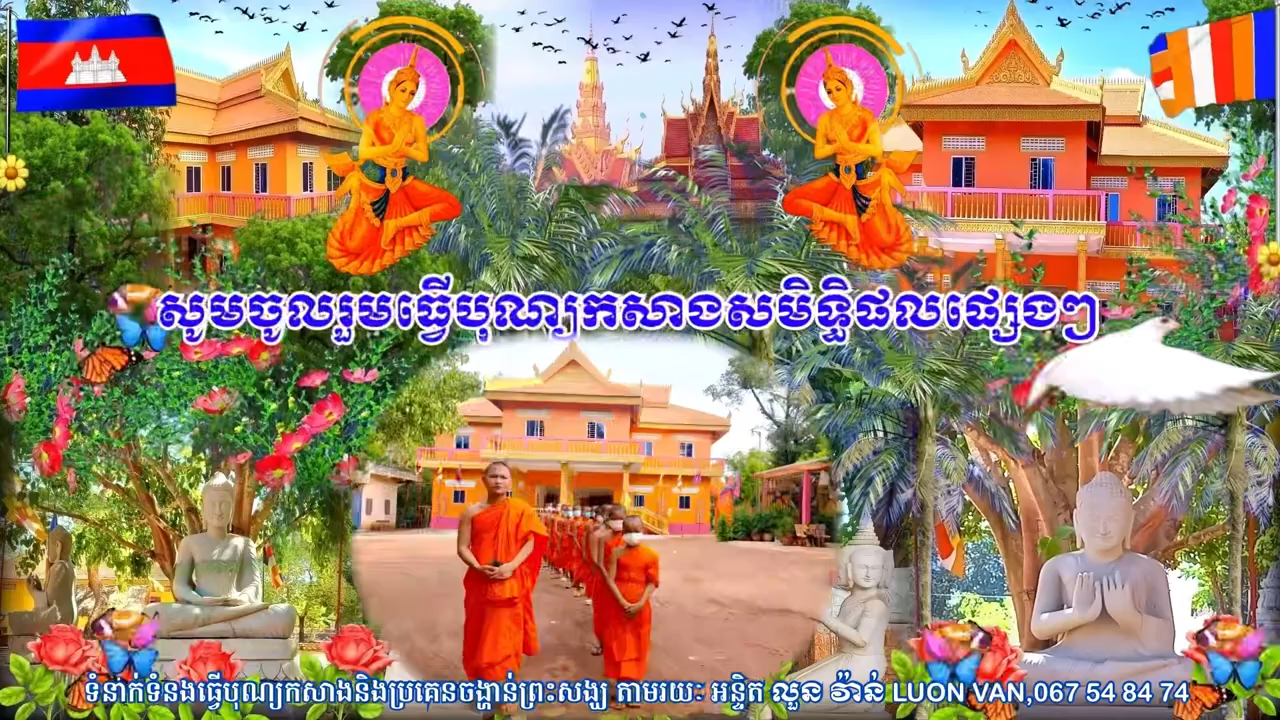 សូមចូលរួមធ្វើបុណ្យកសាងសមិទ្ធិផលផ្សេងៗ
ទំនាក់ទំនងធ្វើបុណ្យកសាងនិងប្រគេនចង្ហាន់ព្រះសង្ឃ តាមរយៈ អន្ទិត លួន វ៉ាន់ LUON VAN,067 54 84 74